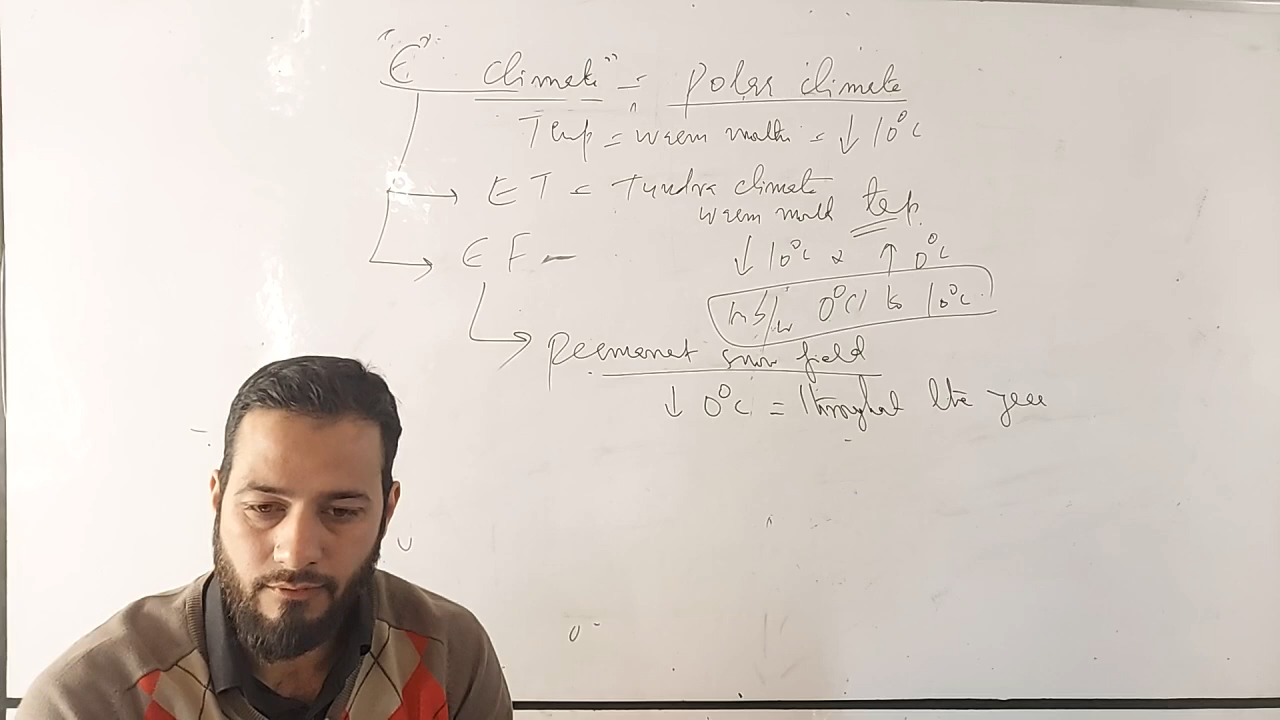 "E" climate" = polar climate
Temp = warm month = ↓ 10°C
ET = Tundra climate
warm month temp.
↓ 10°C & ↑ 0°C
EF -
in b/w 0°C to 10°C.
Permanent snow field
↓ 0°C = throughout the year